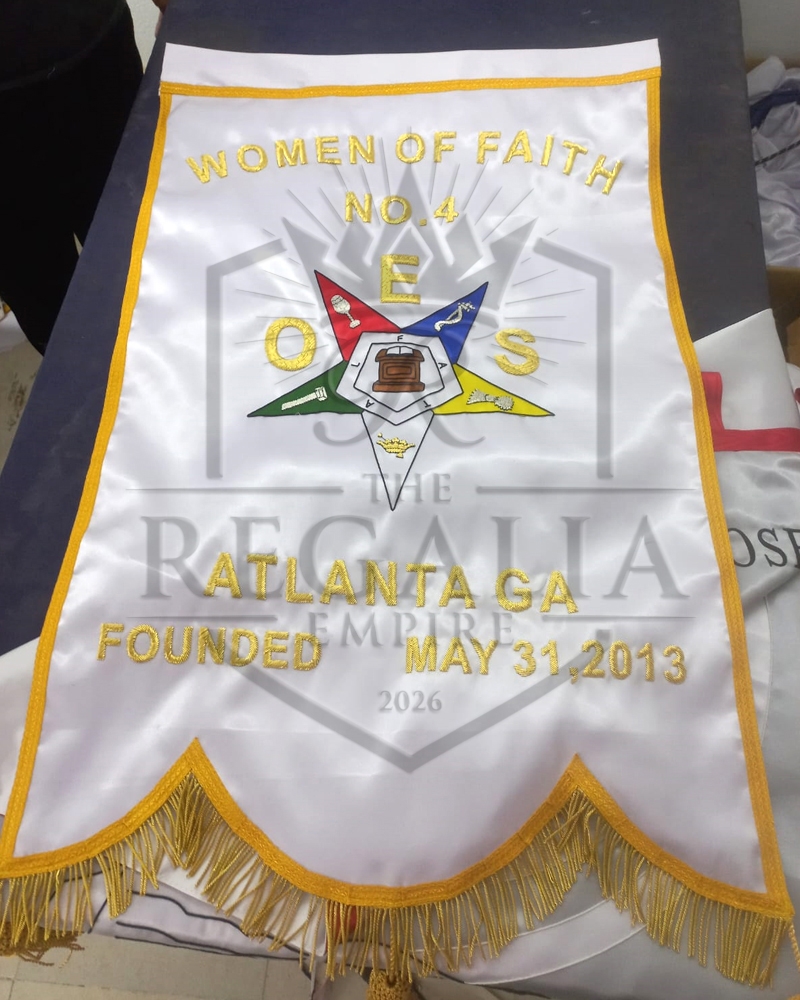 WOMEN OF FAITH
NO.4
E
O S
F
L A
A T
ATLANTA GA
FOUNDED MAY 31,2013
THE
REGALIA
EMPIRE
2026